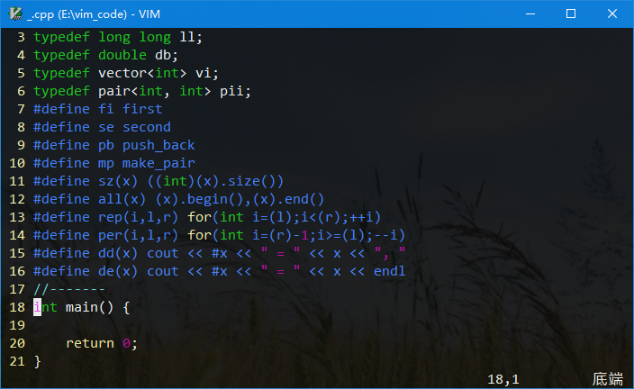 _.cpp (E:\vim_code) - VIM
3 typedef long long ll;
4 typedef double db;
5 typedef vector<int> vi;
6 typedef pair<int, int> pii;
7 #define fi first
8 #define se second
9 #define pb push_back
10 #define mp make_pair
11 #define sz(x) ((int)(x).size())
12 #define all(x) (x).begin(),(x).end()
13 #define rep(i,l,r) for(int i=(l);i<(r);++i)
14 #define per(i,l,r) for(int i=(r)-1;i>=(l);--i)
15 #define dd(x) cout << #x << " = " << x << ", "
16 #define de(x) cout << #x << " = " << x << endl
17 //-------
18 int main() {
19
20     return 0;
21 }
18,1 底端